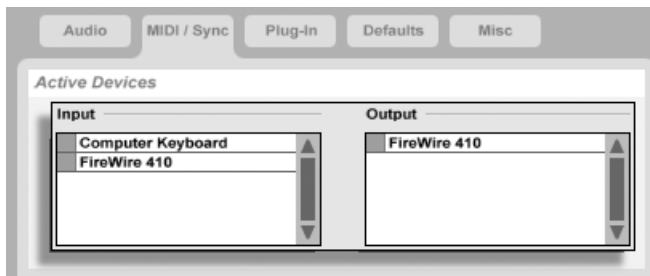 Audio MIDI / Sync Plug-In Defaults Misc
Active Devices
Input Output
Computer Keyboard FireWire 410
FireWire 410